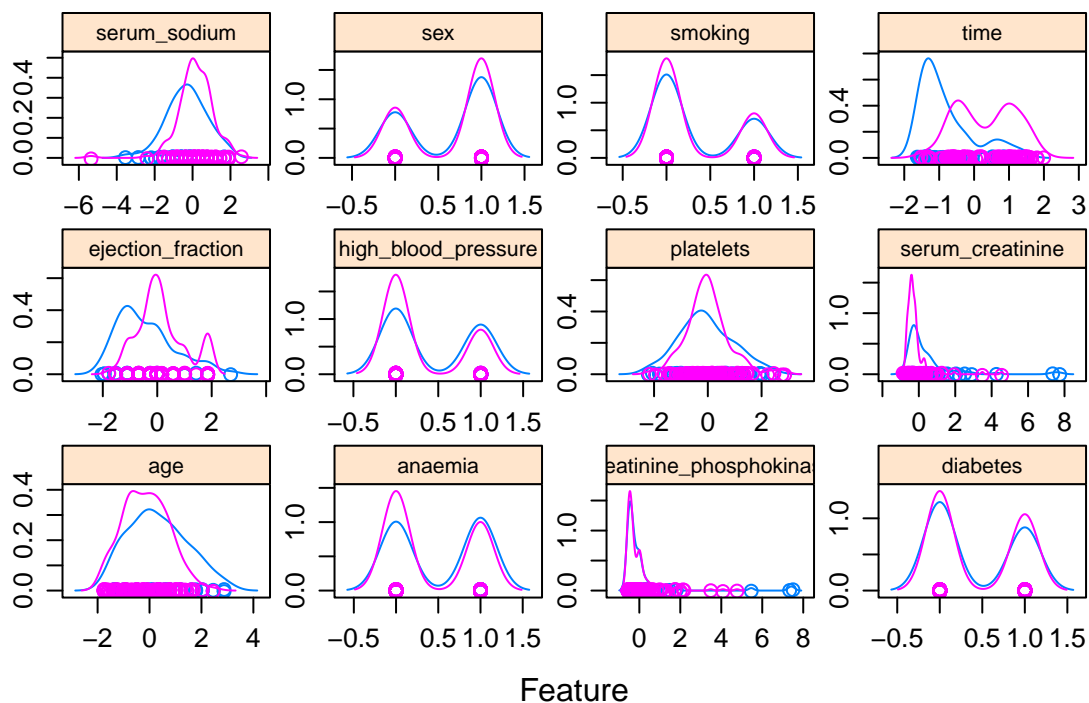 serum_sodium sex smoking time
0.0 0.2 0.4 0.0 1.0 0.0 1.0 0.0 0.4
−6 −4 −2 0 2 −0.5 0.5 1.0 1.5 −0.5 0.5 1.0 1.5 −2 −1 0 1 2 3
ejection_fraction high_blood_pressure platelets serum_creatinine
0.0 0.4 0.0 1.0 0.0 0.4 0.0 1.0
−2 0 2 −0.5 0.5 1.0 1.5 −2 0 2 0 2 4 6 8
age anaemia eatinine_phosphokinas diabetes
0.0 0.2 0.4 0.0 1.0 0.0 1.0 0.0 1.0
−2 0 2 4 −0.5 0.5 1.0 1.5 0 2 4 6 8 −0.5 0.5 1.0 1.5
Feature